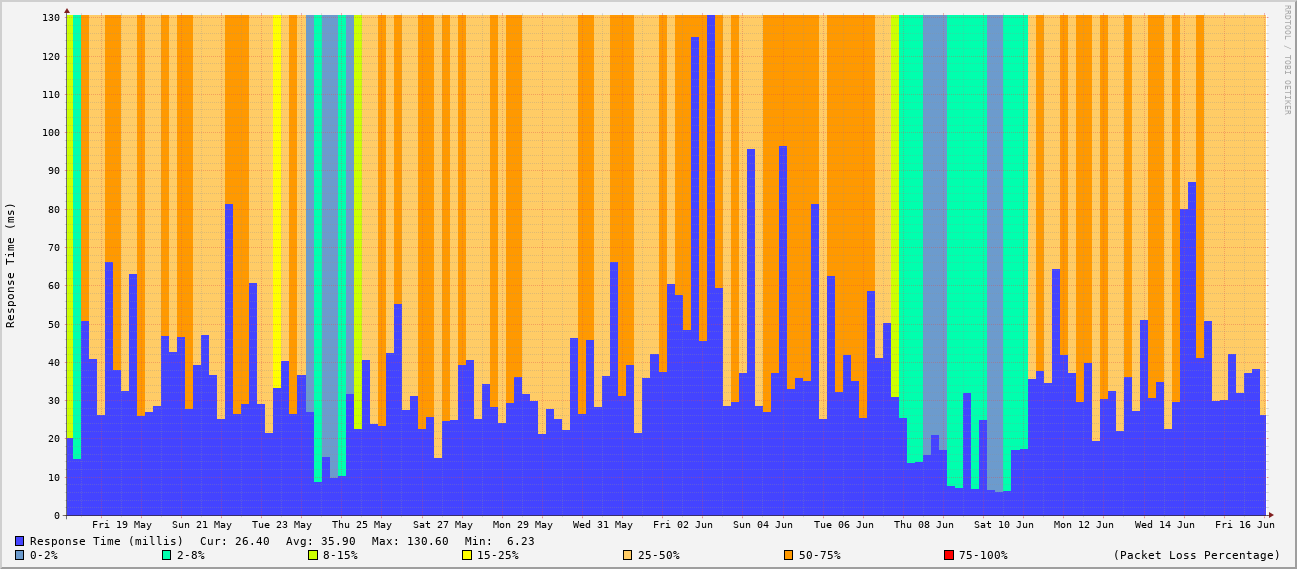 RRDTOOL / TOBI OETIKER
Response Time (ms)
130
120
110
100
90
80
70
60
50
40
30
20
10
0
Fri 19 May Sun 21 May Tue 23 May Thu 25 May Sat 27 May Mon 29 May Wed 31 May Fri 02 Jun Sun 04 Jun Tue 06 Jun Thu 08 Jun Sat 10 Jun Mon 12 Jun Wed 14 Jun Fri 16 Jun
Response Time (millis) Cur: 26.40 Avg: 35.90 Max: 130.60 Min: 6.23
0-2% 2-8% 8-15% 15-25% 25-50% 50-75% 75-100% (Packet Loss Percentage)